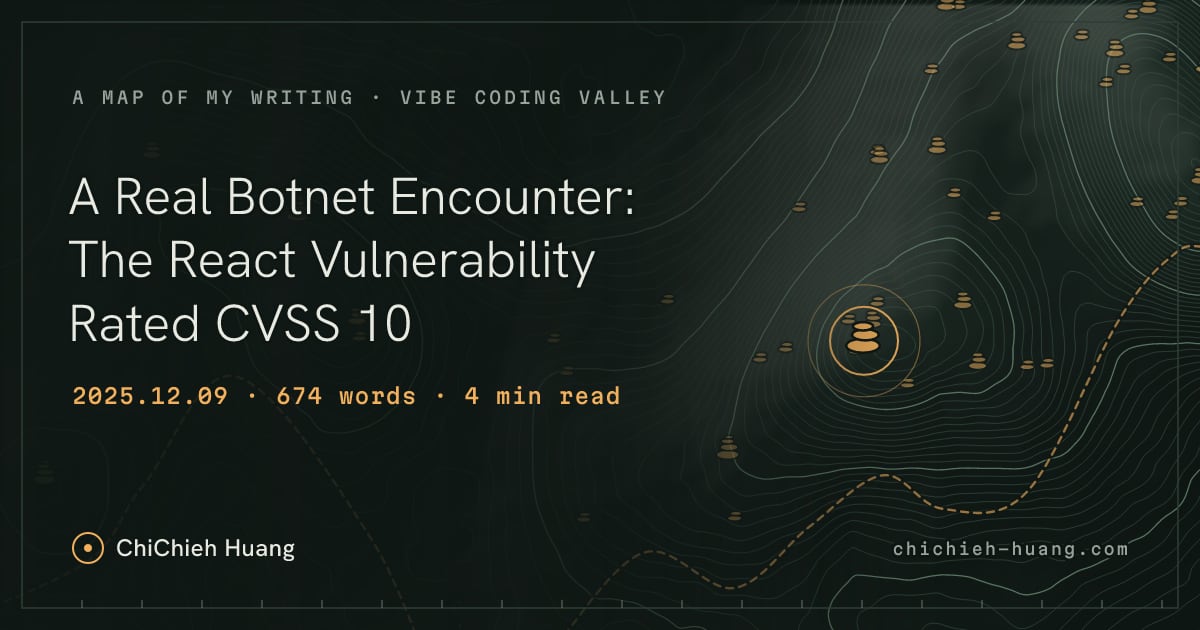 A MAP OF MY WRITING · VIBE CODING VALLEY
A Real Botnet Encounter:
The React Vulnerability
Rated CVSS 10
2025.12.09 · 674 words · 4 min read
ChiChieh Huang
chichieh-huang.com